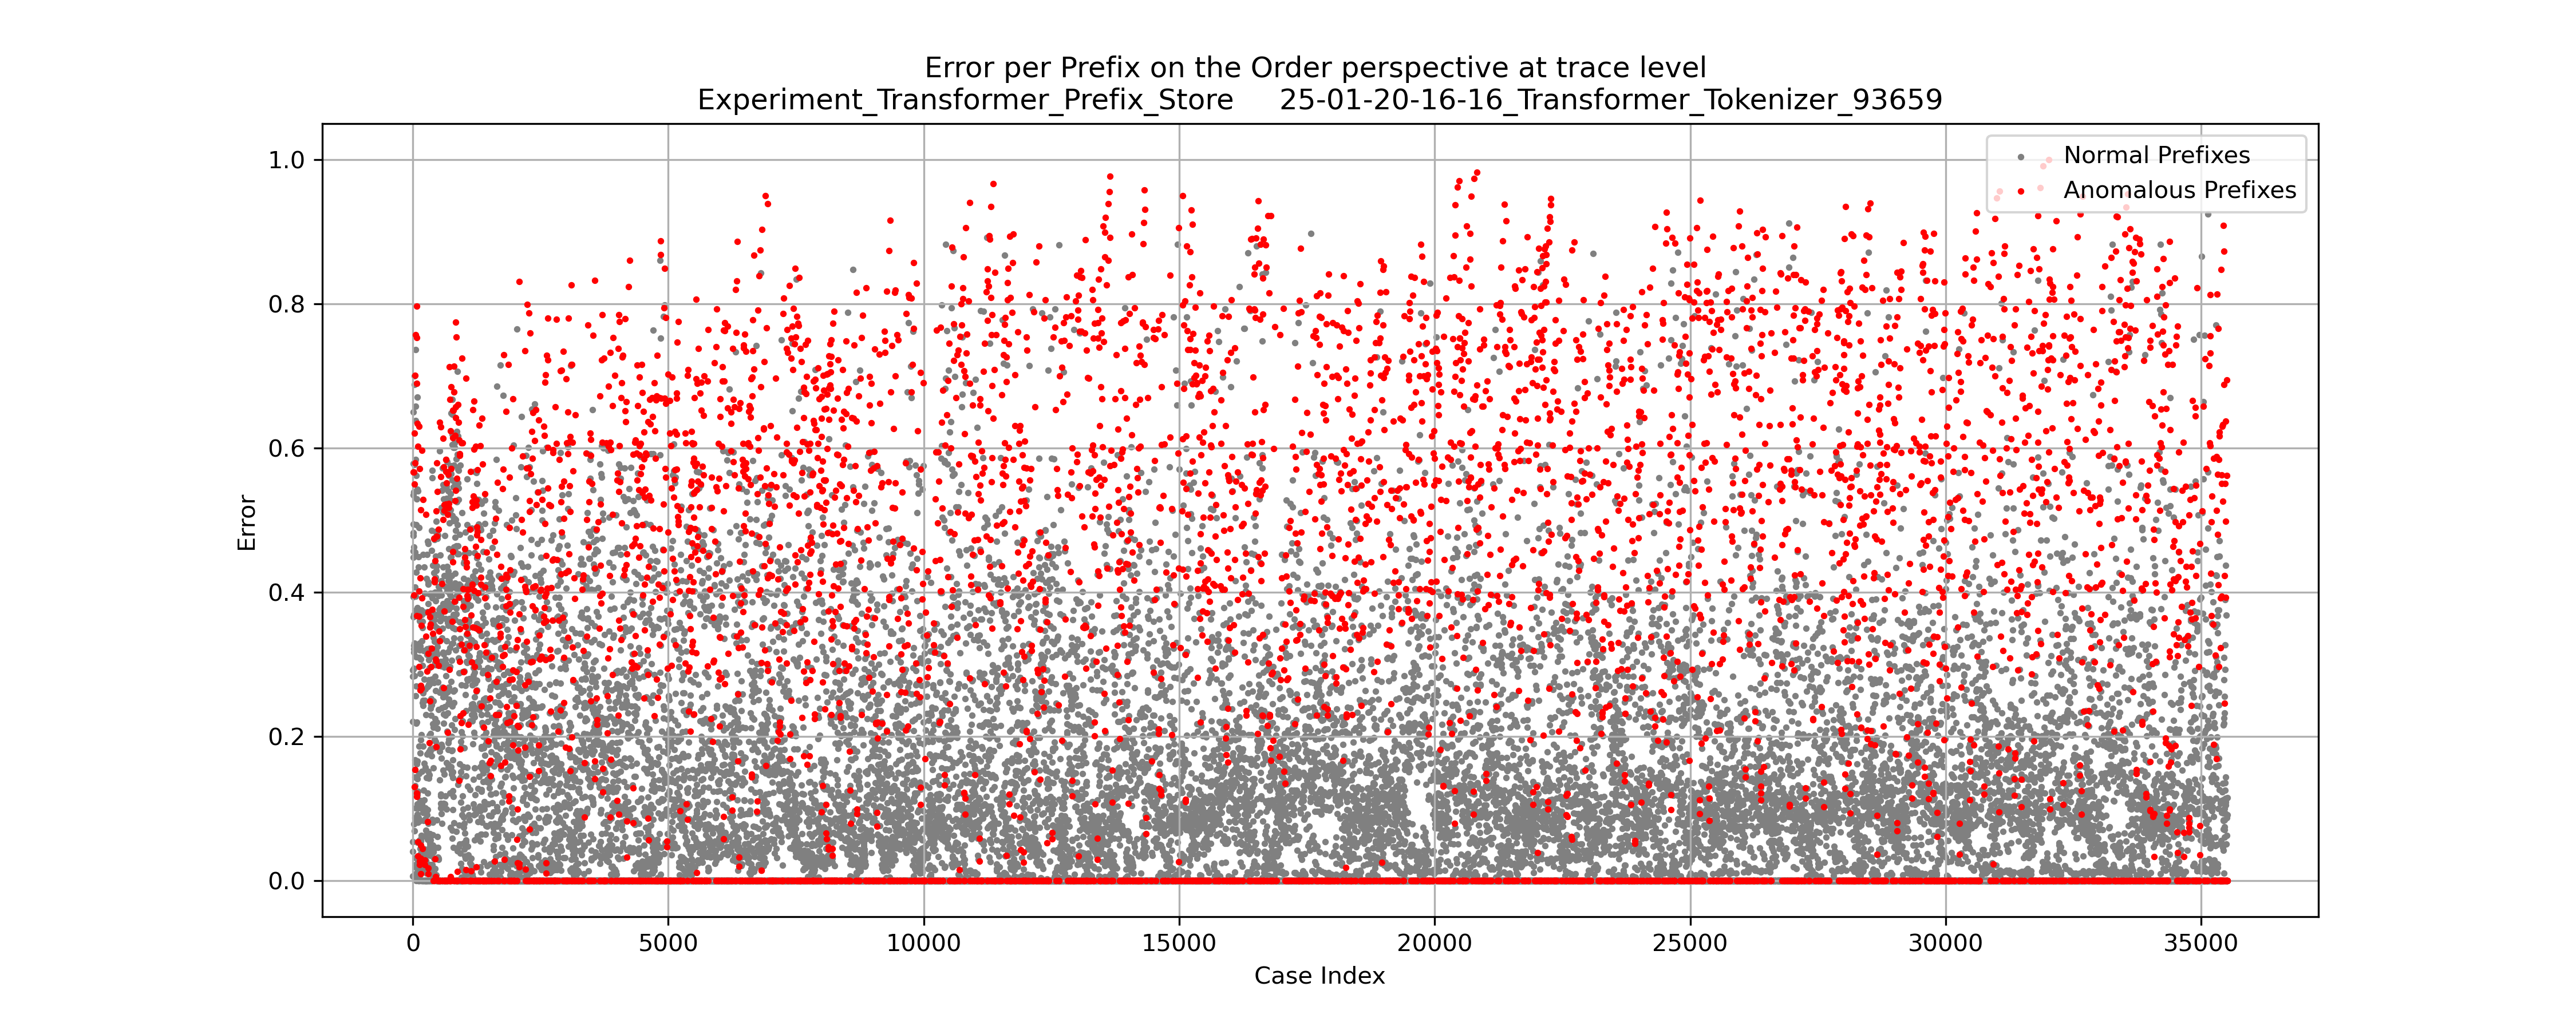 Error per Prefix on the Order perspective at trace level
Experiment_Transformer_Prefix_Store 25-01-20-16-16_Transformer_Tokenizer_93659
Normal Prefixes
Anomalous Prefixes
1.0
0.8
0.6
0.4
0.2
0.0
Error
0 5000 10000 15000 20000 25000 30000 35000
Case Index